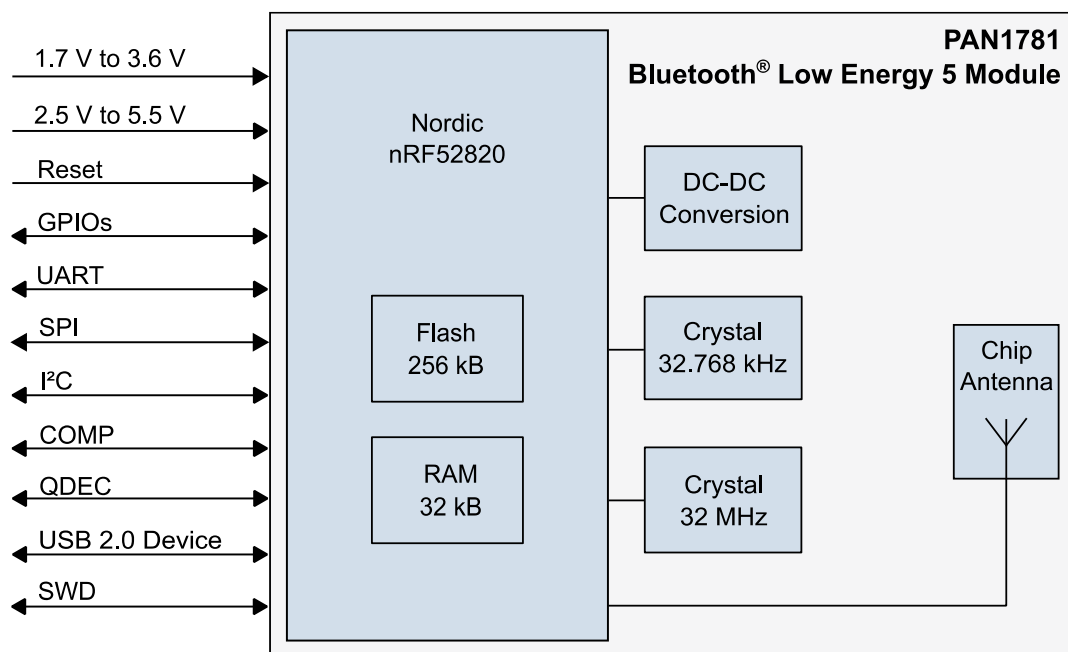 PAN1781
Bluetooth® Low Energy 5 Module
1.7 V to 3.6 V
2.5 V to 5.5 V
Reset
GPIOs
UART
SPI
I²C
COMP
QDEC
USB 2.0 Device
SWD
Nordic
nRF52820
Flash
256 kB
RAM
32 kB
DC-DC
Conversion
Crystal
32.768 kHz
Crystal
32 MHz
Chip
Antenna